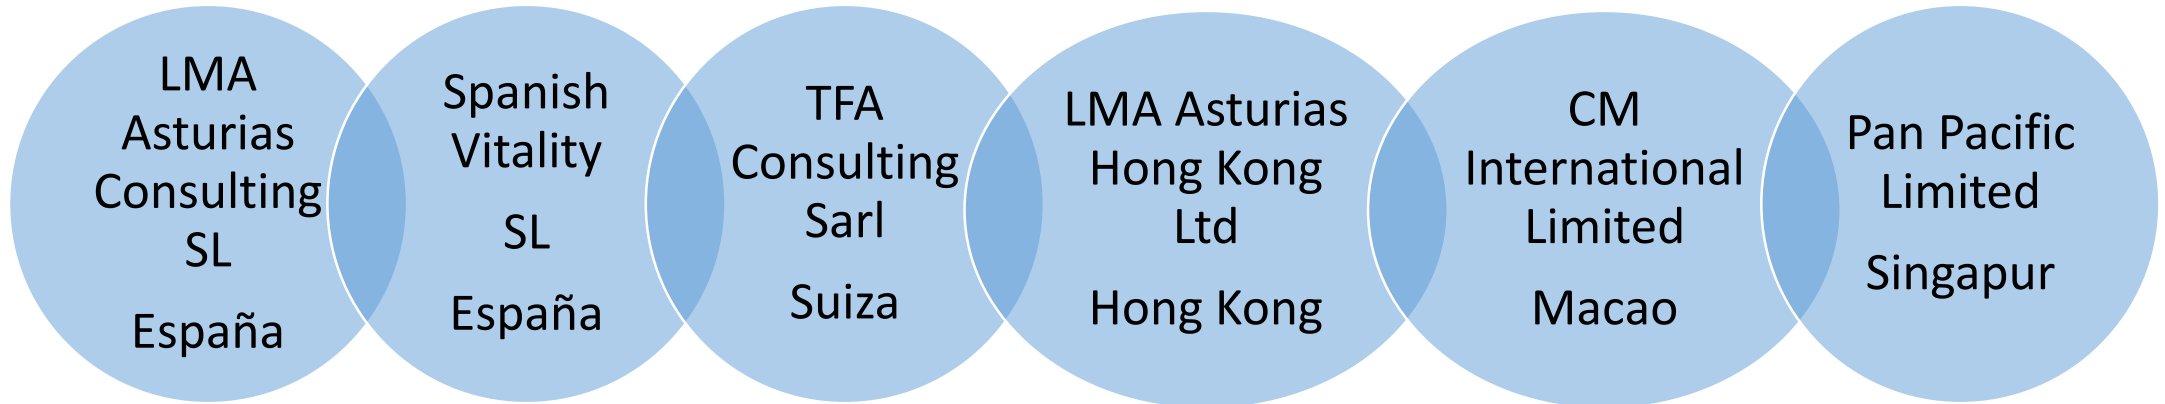 LMA
Asturias
Consulting
SL
España
Spanish
Vitality
SL
España
TFA
Consulting
Sarl
Suiza
LMA Asturias
Hong Kong
Ltd
Hong Kong
CM
International
Limited
Macao
Pan Pacific
Limited
Singapur